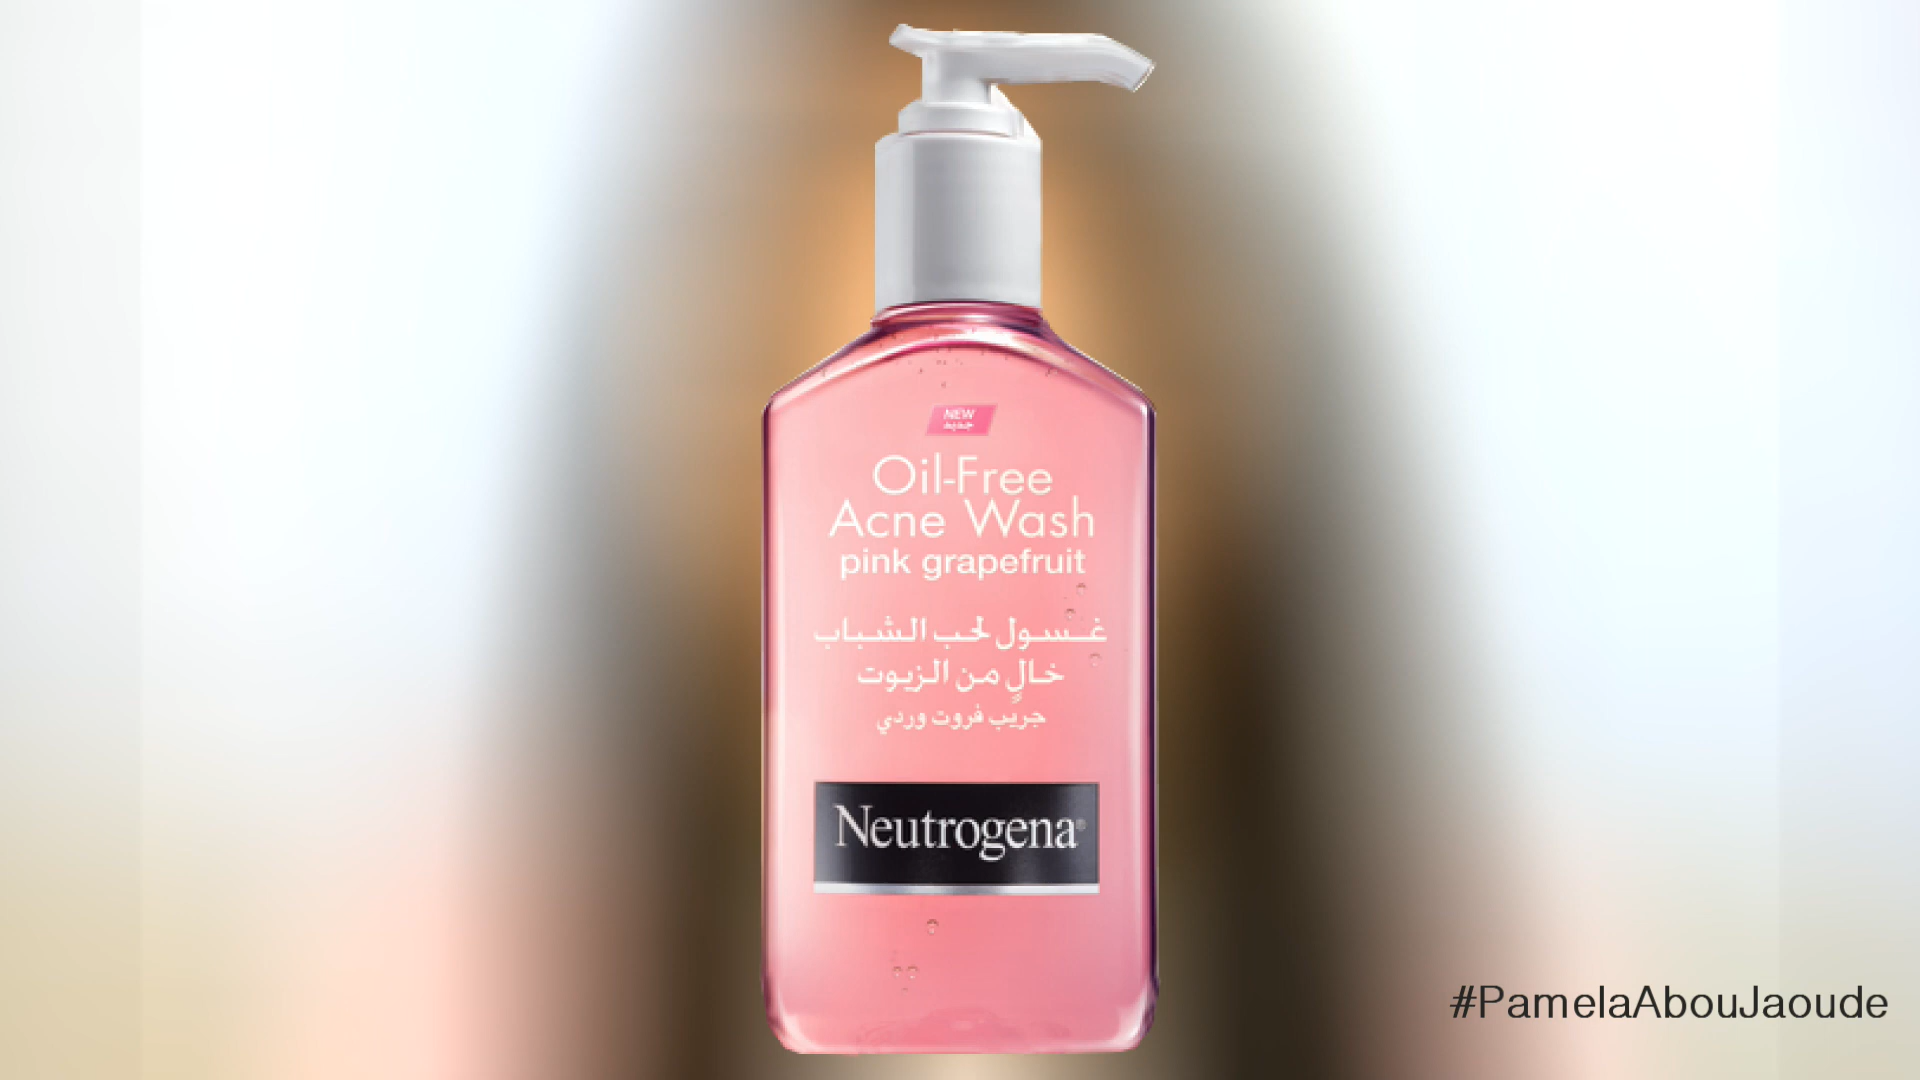 NEW
جديد
Oil-Free
Acne Wash
pink grapefruit
غسول لحب الشباب
خالٍ من الزيوت
جريب فروت وردي
Neutrogena®
#PamelaAbouJaoude